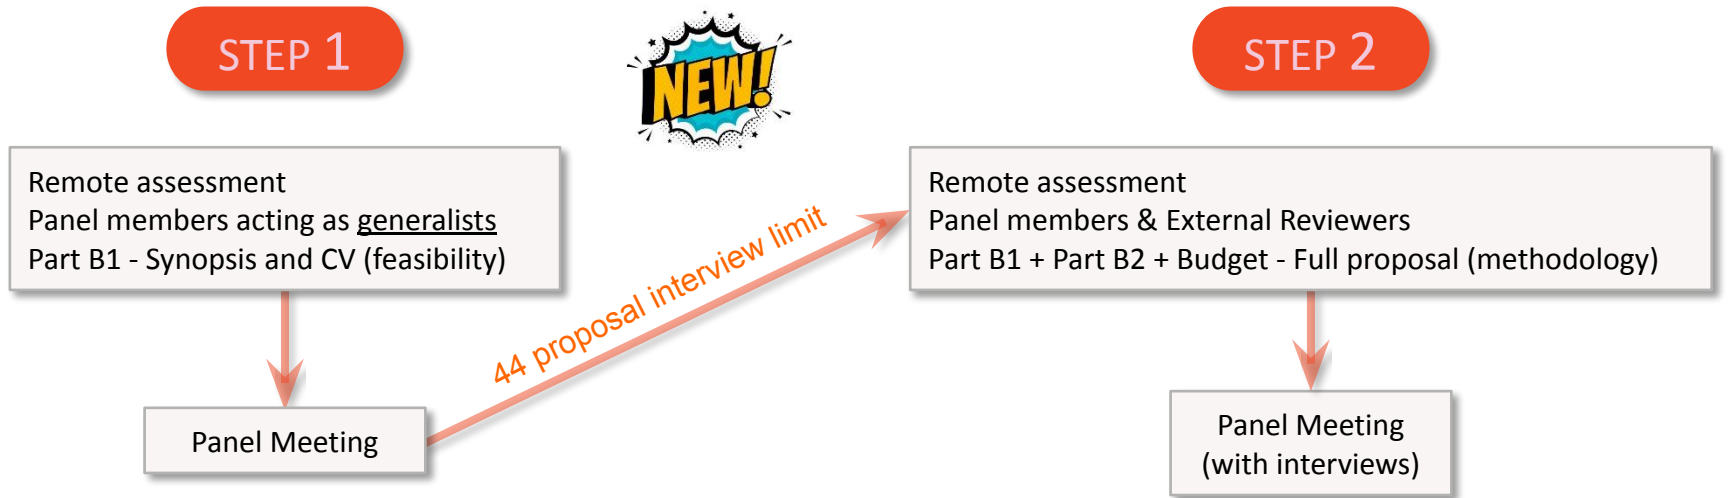 STEP 1
NEW!
STEP 2
Remote assessment
Panel members acting as generalists
Part B1 - Synopsis and CV (feasibility)
44 proposal interview limit
Remote assessment
Panel members & External Reviewers
Part B1 + Part B2 + Budget - Full proposal (methodology)
Panel Meeting
Panel Meeting
(with interviews)